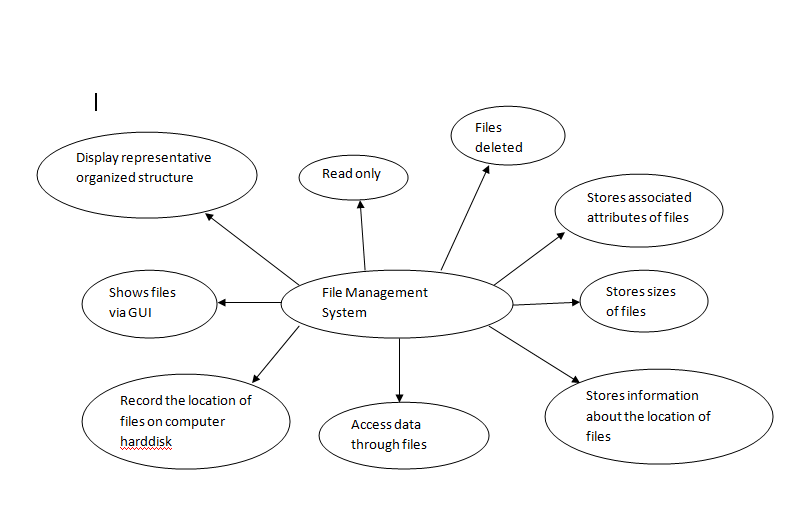 Files
deleted
Display representative
organized structure
Read only
Stores associated
attributes of files
Shows files
via GUI
File Management
System
Stores sizes
of files
Record the location of
files on computer
harddisk
Access data
through files
Stores information
about the location of
files